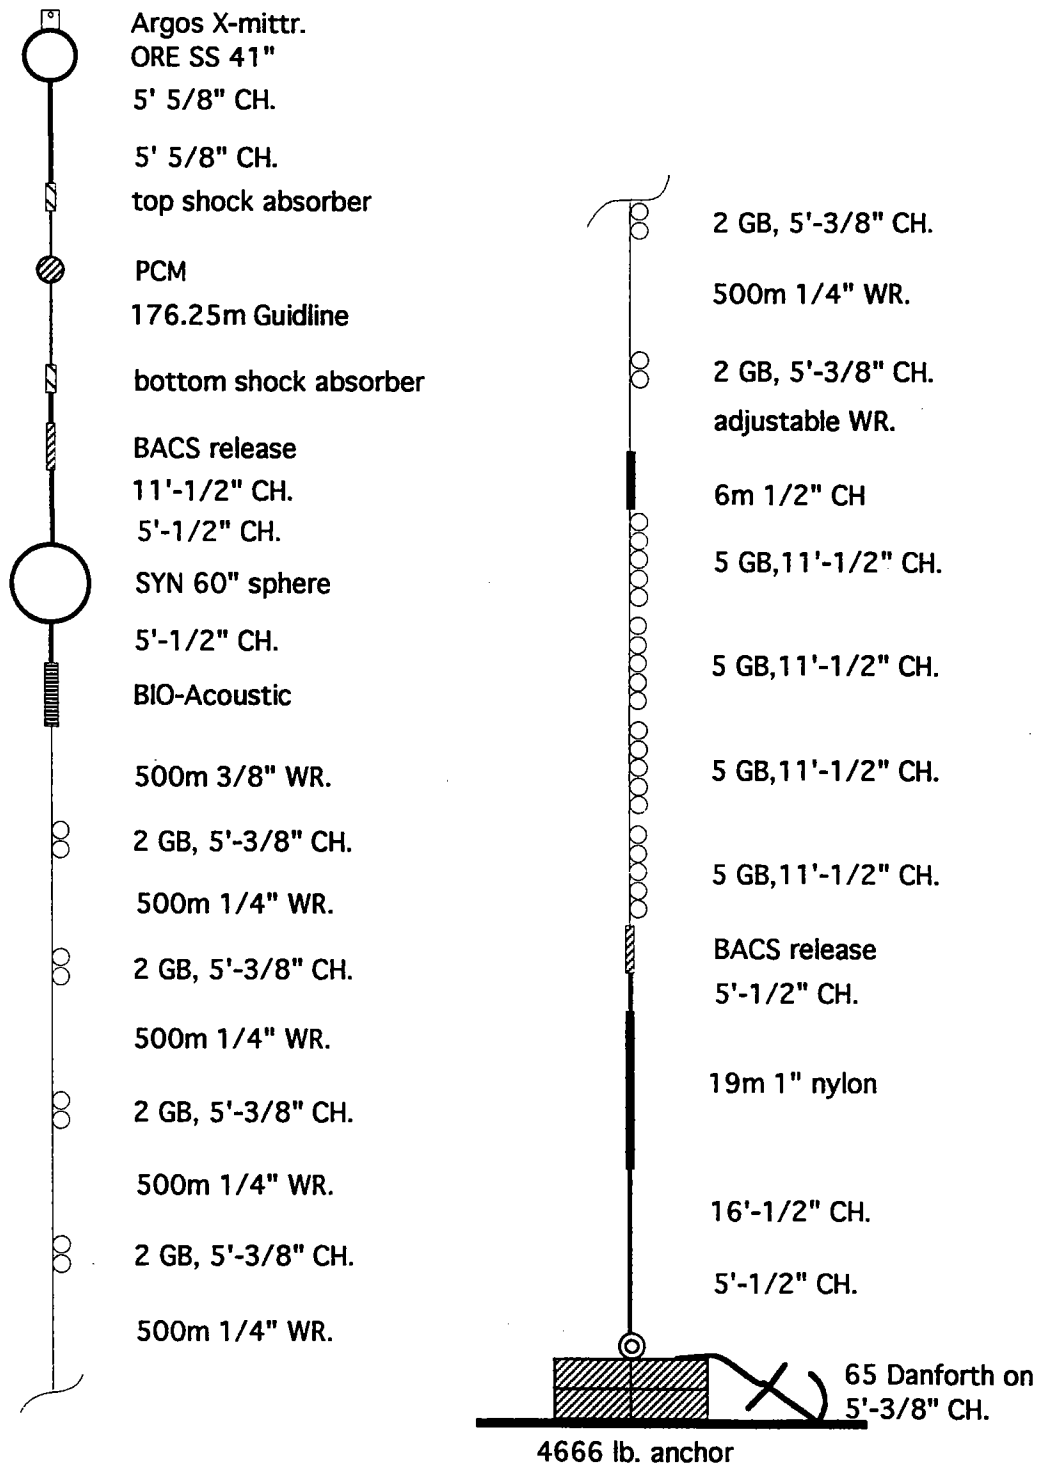 Argos X-mittr.
ORE SS 41"
5' 5/8" CH.
5' 5/8" CH.
top shock absorber
PCM
176.25m Guidline
bottom shock absorber
BACS release
11'-1/2" CH.
5'-1/2" CH.
SYN 60" sphere
5'-1/2" CH.
BIO-Acoustic
500m 3/8" WR.
2 GB, 5'-3/8" CH.
500m 1/4" WR.
2 GB, 5'-3/8" CH.
500m 1/4" WR.
2 GB, 5'-3/8" CH.
500m 1/4" WR.
2 GB, 5'-3/8" CH.
500m 1/4" WR.
2 GB, 5'-3/8" CH.
500m 1/4" WR.
2 GB, 5'-3/8" CH.
adjustable WR.
6m 1/2" CH
5 GB,11'-1/2" CH.
5 GB,11'-1/2" CH.
5 GB,11'-1/2" CH.
5 GB,11'-1/2" CH.
BACS release
5'-1/2" CH.
19m 1" nylon
16'-1/2" CH.
5'-1/2" CH.
65 Danforth on
5'-3/8" CH.
4666 lb. anchor